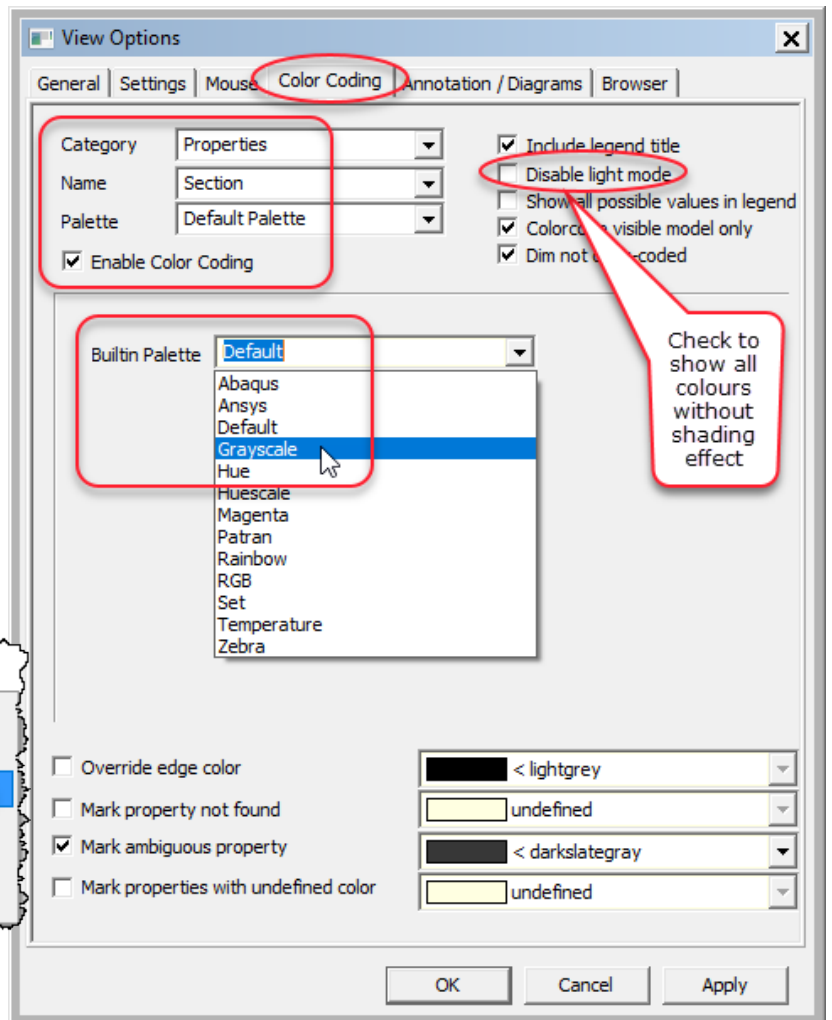 View Options
General
Settings
Mouse
Color Coding
Annotation / Diagrams
Browser
Category
Properties
Name
Section
Palette
Default Palette
Enable Color Coding
Include legend title
Disable light mode
Show all possible values in legend
Colorcode visible model only
Dim not color-coded
Builtin Palette
Default
Abaqus
Ansys
Default
Grayscale
Hue
Huescale
Magenta
Patran
Rainbow
RGB
Set
Temperature
Zebra
Check to
show all
colours
without
shading
effect
Override edge color
< lightgrey
Mark property not found
undefined
Mark ambiguous property
< darkslategray
Mark properties with undefined color
undefined
OK
Cancel
Apply